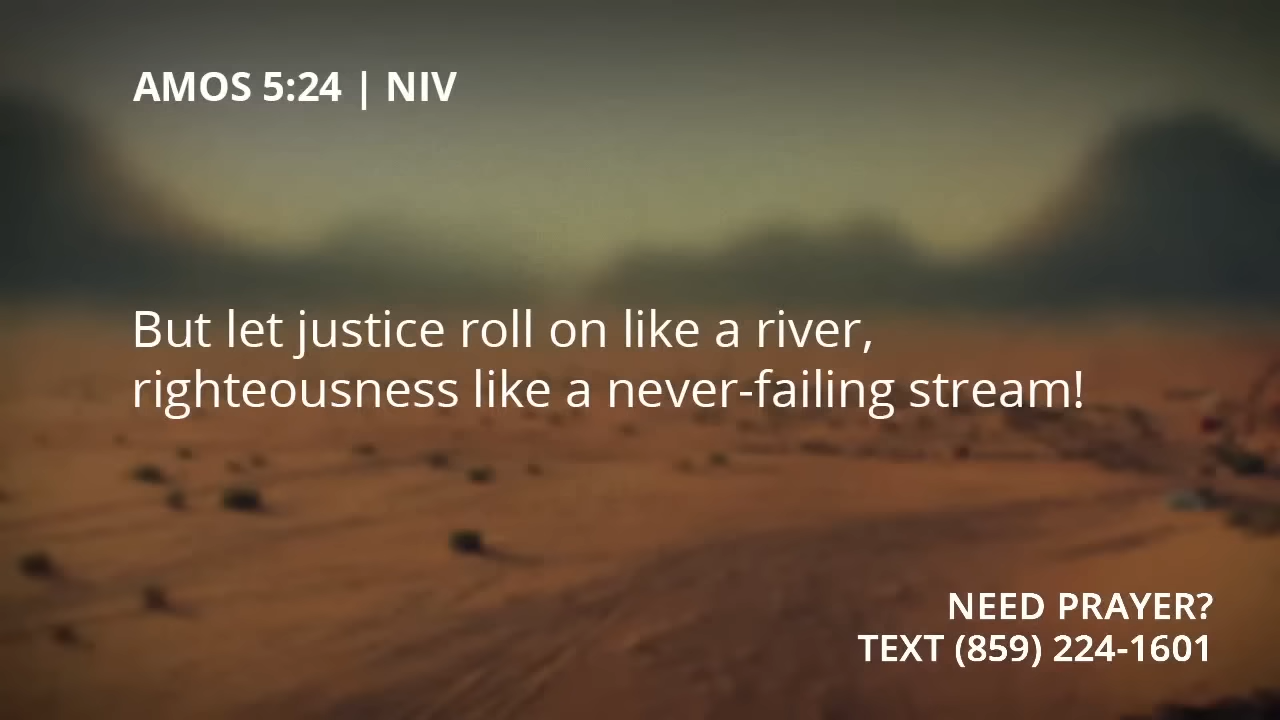 AMOS 5:24 | NIV
But let justice roll on like a river,
righteousness like a never-failing stream!
NEED PRAYER?
TEXT (859) 224-1601